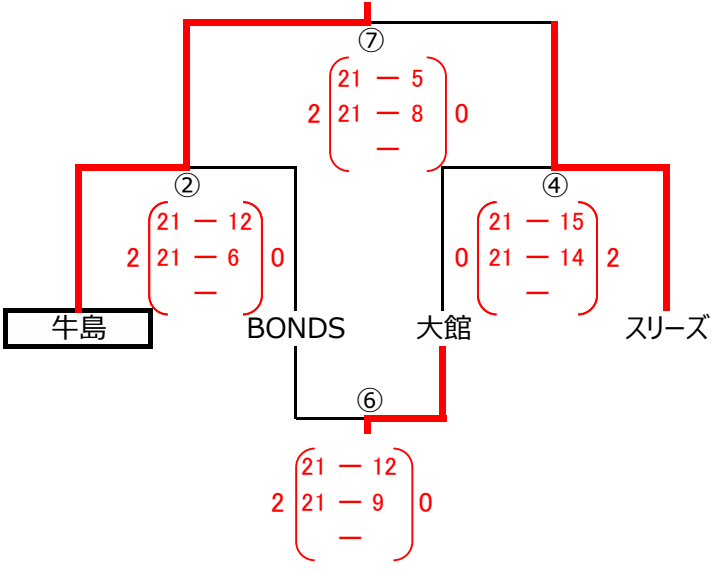 ⑦
21 ー 5
2 21 ー 8 0
ー
② ④
21 ー 12 21 ー 15
2 21 ー 6 0 0 21 ー 14 2
ー ー
牛島 BONDS 大館 スリーズ
⑥
21 ー 12
2 21 ー 9 0
ー